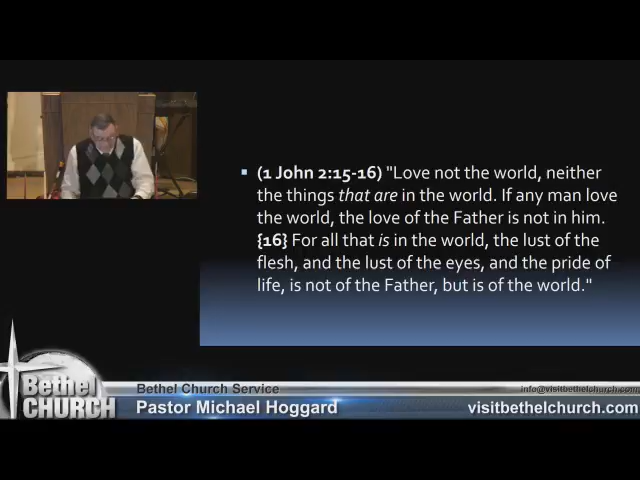 (1 John 2:15-16) "Love not the world, neither
the things that are in the world. If any man love
the world, the love of the Father is not in him.
{16} For all that is in the world, the lust of the
flesh, and the lust of the eyes, and the pride of
life, is not of the Father, but is of the world."
Bethel
CHURCH
Bethel Church Service
info@visitbethelchurch.com
Pastor Michael Hoggard
visitbethelchurch.com